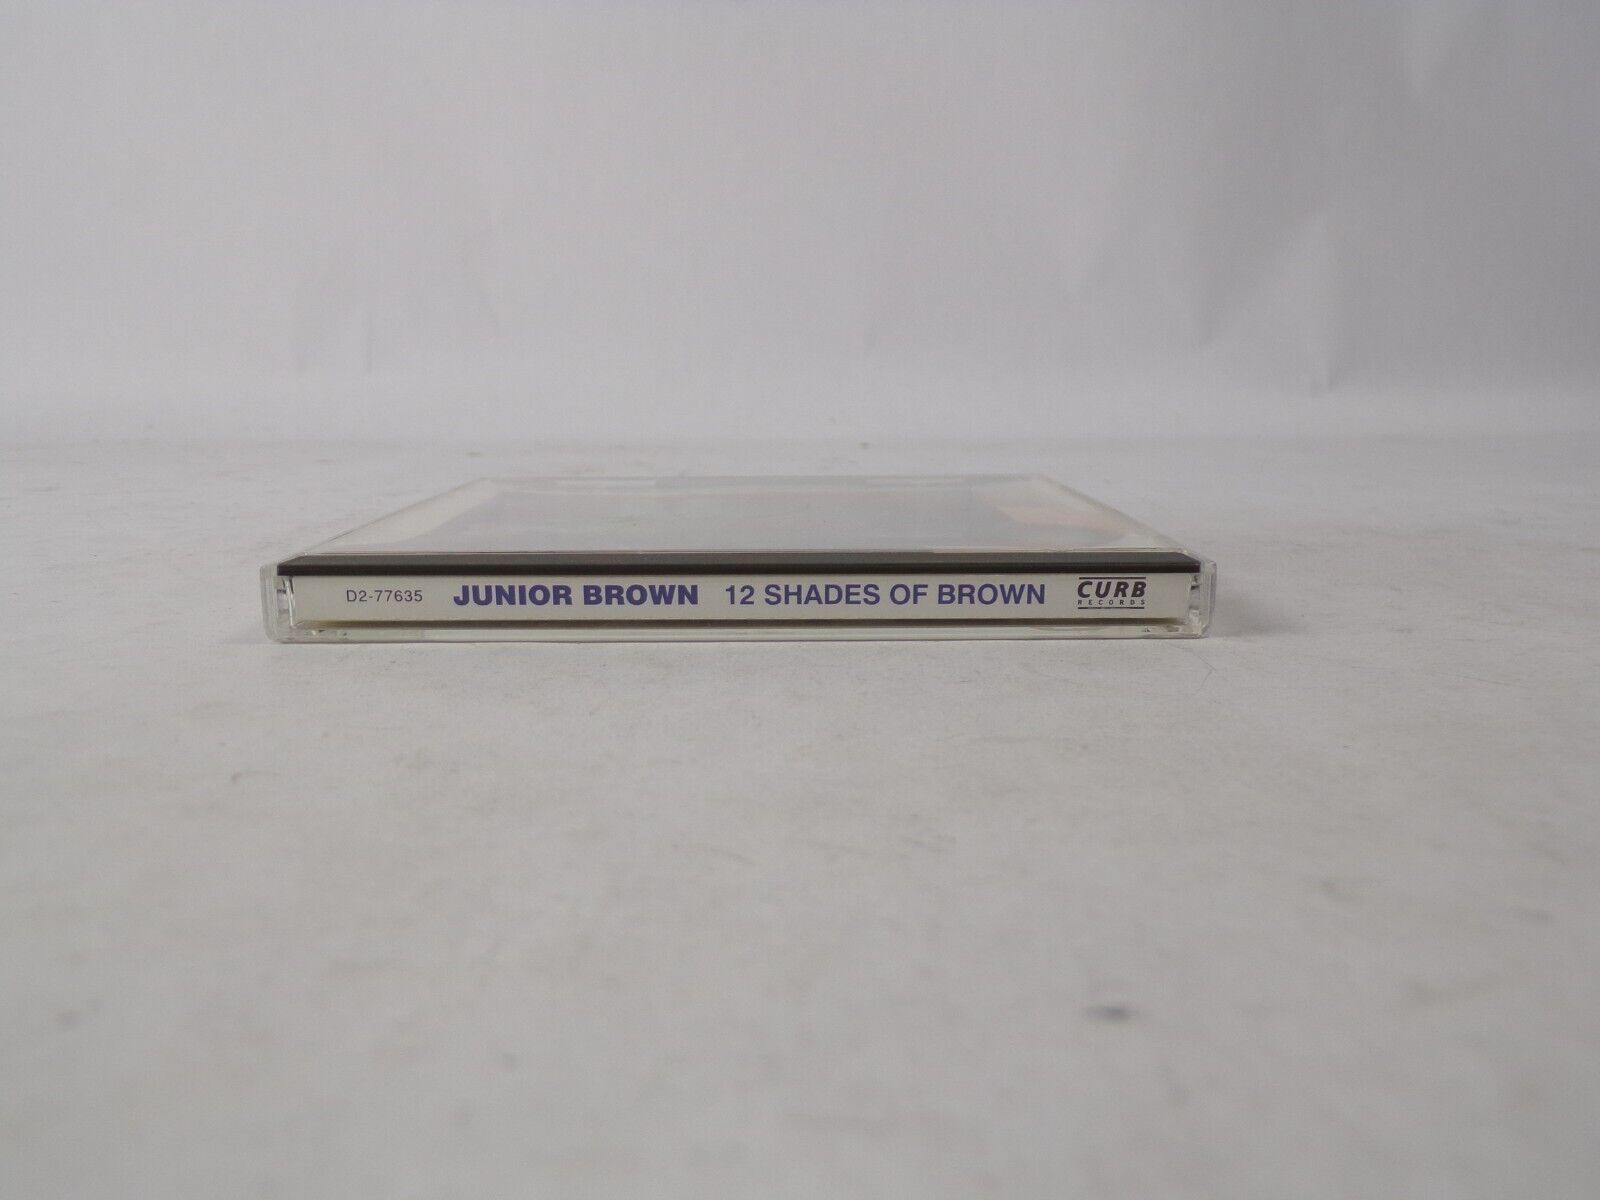 D2-77635 JUNIOR BROWN 12 SHADES OF BROWN CURB
RECORDS